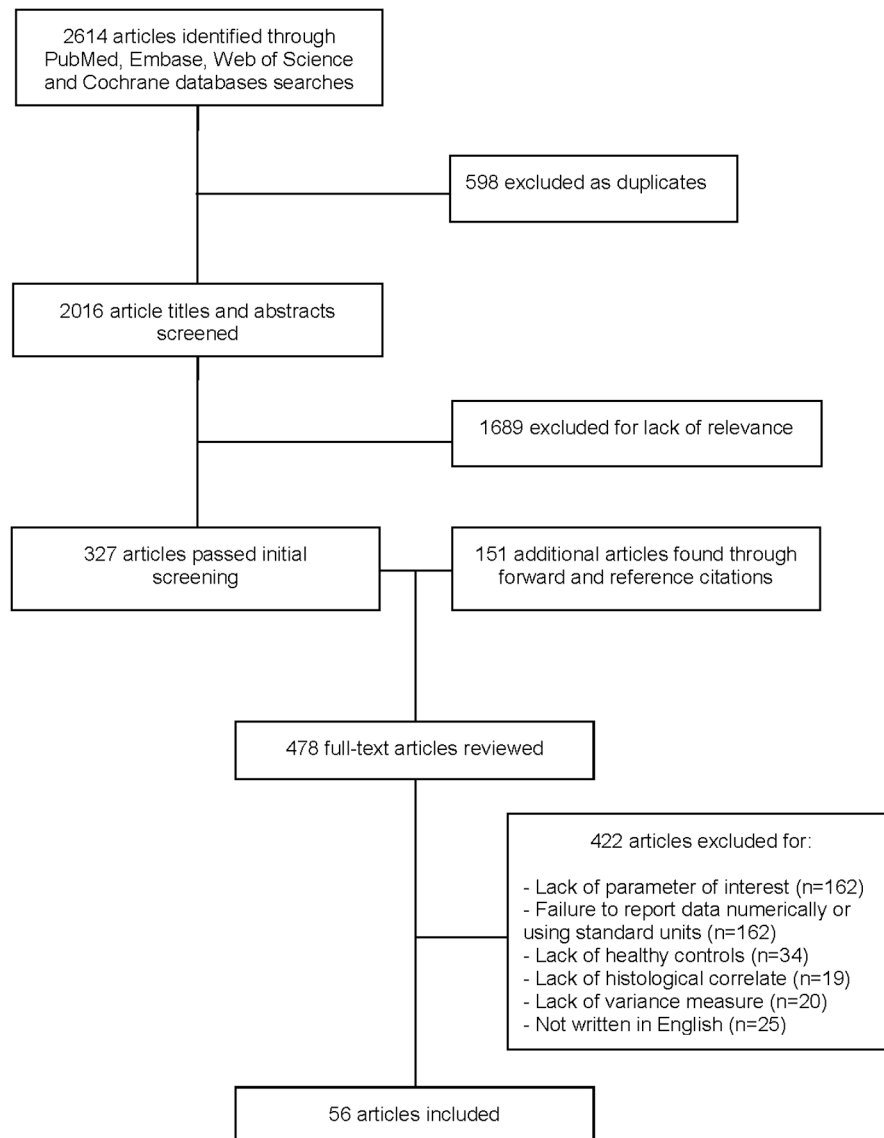 2614 articles identified through
PubMed, Embase, Web of Science
and Cochrane databases searches
598 excluded as duplicates
2016 article titles and abstracts
screened
1689 excluded for lack of relevance
327 articles passed initial
screening
151 additional articles found through
forward and reference citations
478 full-text articles reviewed
422 articles excluded for:
- Lack of parameter of interest (n=162)
- Failure to report data numerically or
using standard units (n=162)
- Lack of healthy controls (n=34)
- Lack of histological correlate (n=19)
- Lack of variance measure (n=20)
- Not written in English (n=25)
56 articles included